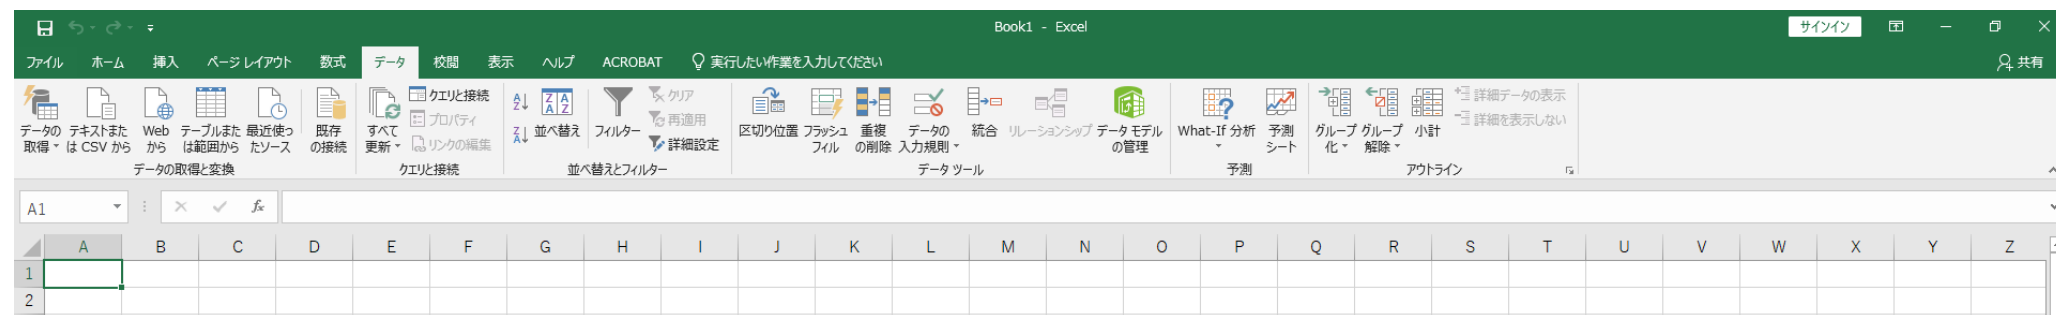 Book1 - Excel
サインイン
ファイル ホーム 挿入 ページ レイアウト 数式 データ 校閲 表示 ヘルプ ACROBAT 実行したい作業を入力してください 共有
データの取得
テキストまたは CSV から
Web から
テーブルまたは範囲から
最近使ったソース
既存の接続
データの取得と変換
すべて更新
クエリと接続
プロパティ
リンクの編集
クエリと接続
並べ替え
フィルター
クリア
再適用
詳細設定
並べ替えとフィルター
区切り位置
フラッシュ フィル
重複の削除
データの入力規則
統合
リレーションシップ
データ モデルの管理
データ ツール
What-If 分析
予測シート
予測
グループ化
グループ解除
小計
詳細データの表示
詳細を表示しない
アウトライン
A1 fx
A B C D E F G H I J K L M N O P Q R S T U V W X Y Z
1
2